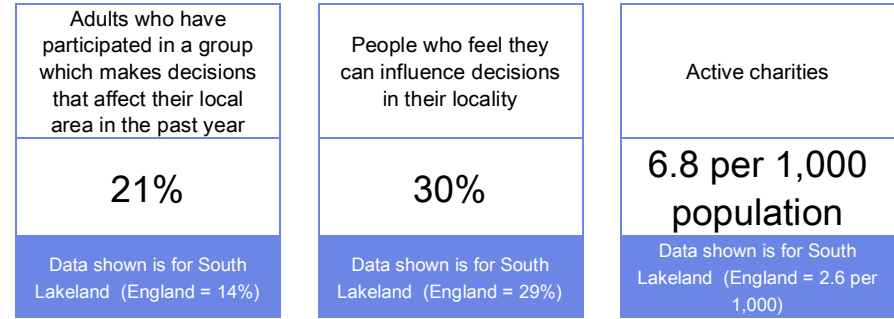 Adults who have
participated in a group
which makes decisions
that affect their local
area in the past year
21%
Data shown is for South
Lakeland (England = 14%)
People who feel they
can influence decisions
in their locality
30%
Data shown is for South
Lakeland (England = 29%)
Active charities
6.8 per 1,000
population
Data shown is for South
Lakeland (England = 2.6 per
1,000)